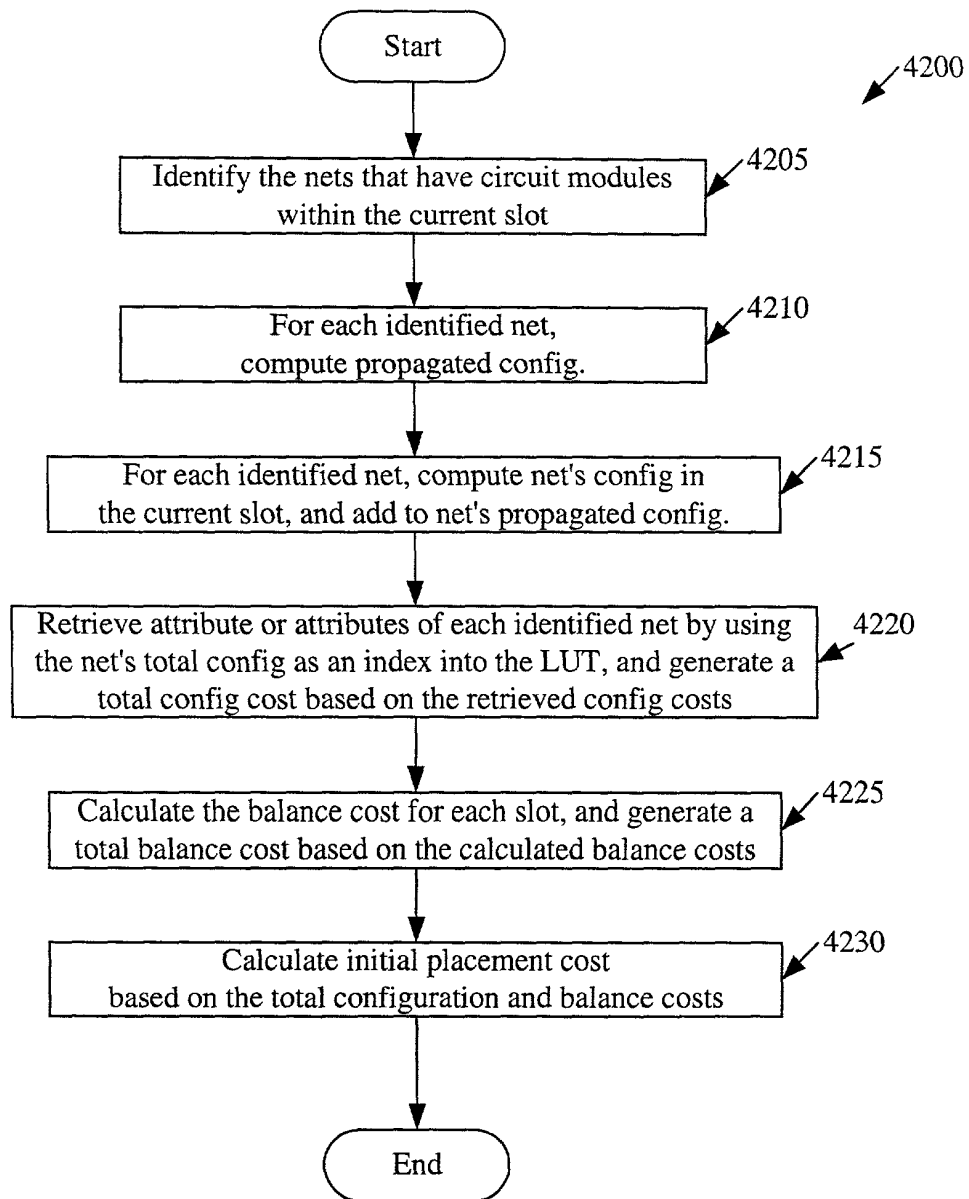 Start
4200
4205
Identify the nets that have circuit modules
within the current slot
4210
For each identified net,
compute propagated config.
4215
For each identified net, compute net's config in
the current slot, and add to net's propagated config.
4220
Retrieve attribute or attributes of each identified net by using
the net's total config as an index into the LUT, and generate a
total config cost based on the retrieved config costs
4225
Calculate the balance cost for each slot, and generate a
total balance cost based on the calculated balance costs
4230
Calculate initial placement cost
based on the total configuration and balance costs
End